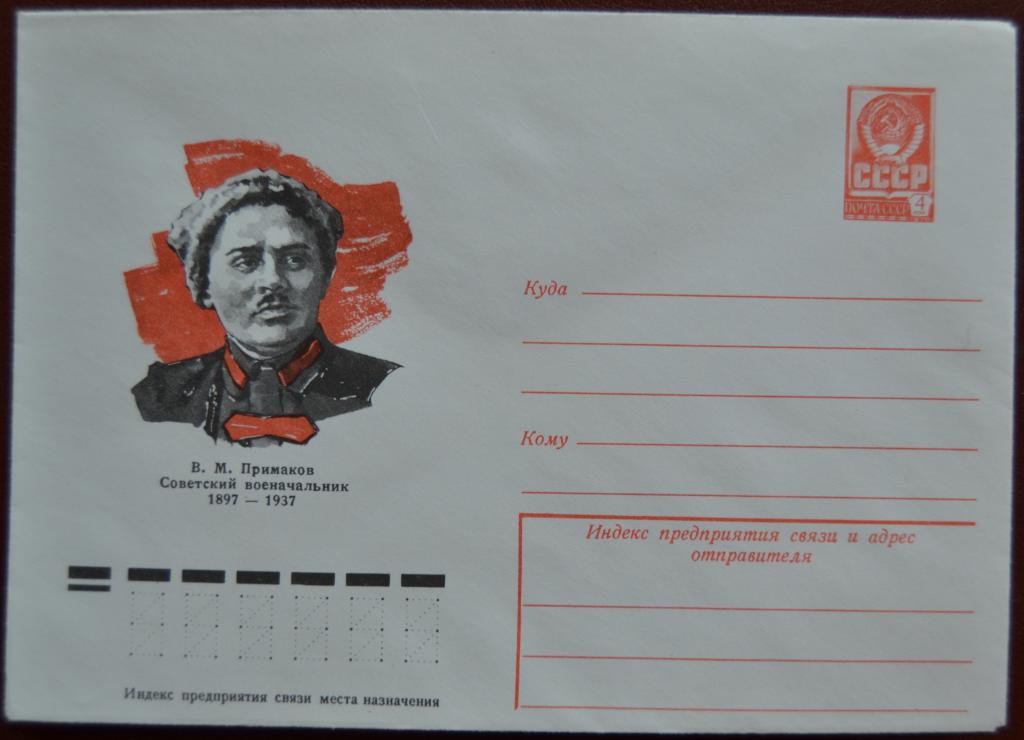 СССР
ПОЧТА СССР 4
Куда
Кому
В. М. Примаков
Советский военачальник
1897 — 1937
Индекс предприятия связи и адрес
отправителя
Индекс предприятия связи места назначения